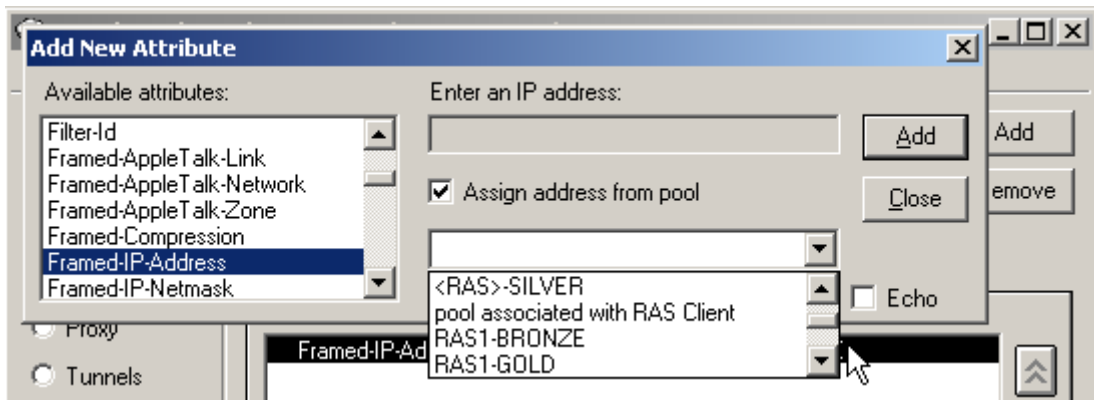 Add New Attribute
Available attributes:
Filter-Id
Framed-AppleTalk-Link
Framed-AppleTalk-Network
Framed-AppleTalk-Zone
Framed-Compression
Framed-IP-Address
Framed-IP-Netmask
Enter an IP address:
Assign address from pool
<RAS>-SILVER
pool associated with RAS Client
RAS1-BRONZE
RAS1-GOLD
Add
Close
Echo
Add
emove
Proxy
Tunnels
Framed-IP-Ad